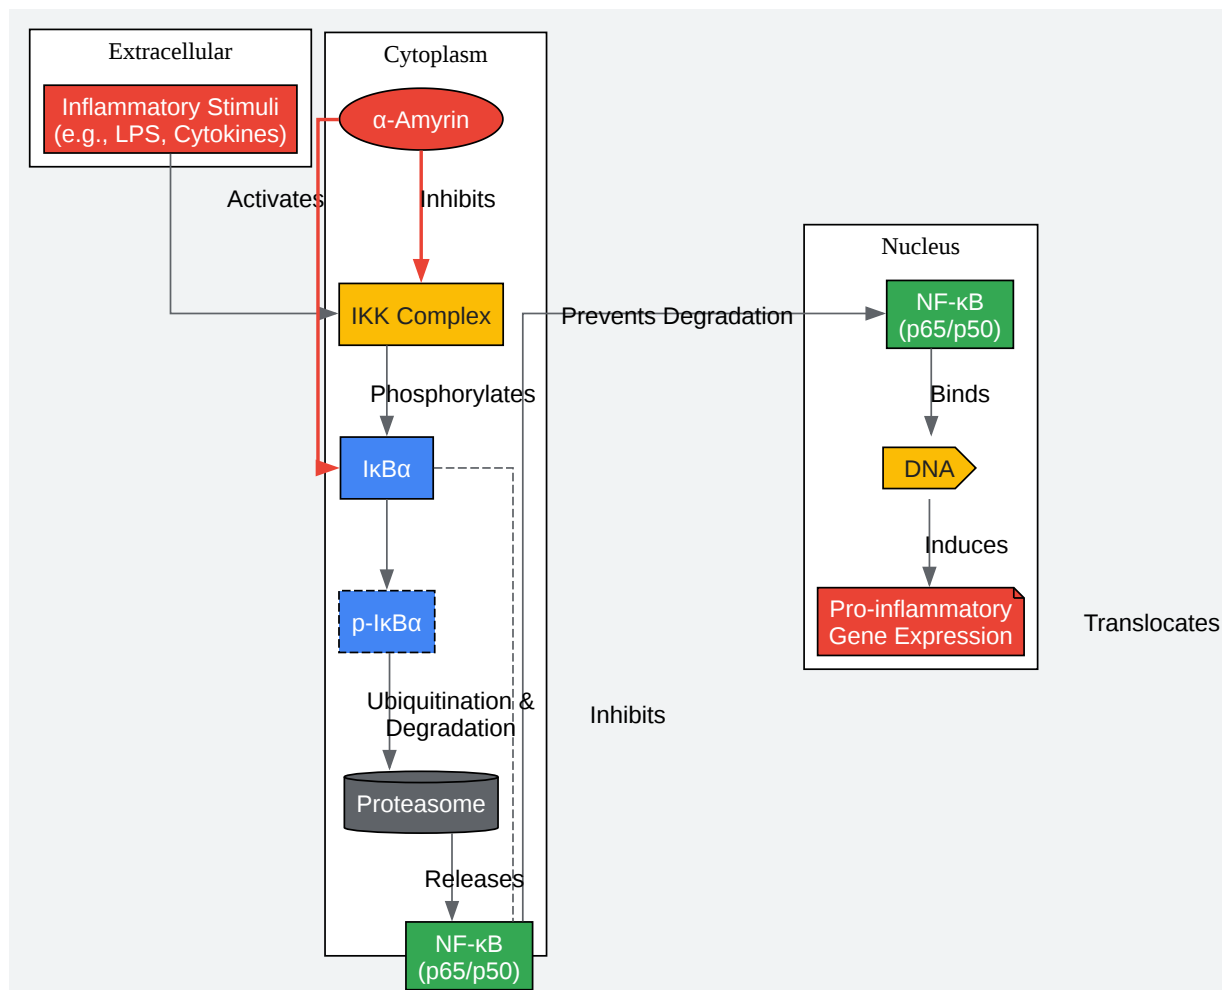 Extracellular
Inflammatory Stimuli
(e.g., LPS, Cytokines)
Cytoplasm
α-Amyrin
Activates
Inhibits
IKK Complex
Prevents Degradation
Phosphorylates
IκBα
p-IκBα
Ubiquitination &
Degradation
Inhibits
Proteasome
Releases
NF-κB
(p65/p50)
Nucleus
NF-κB
(p65/p50)
Binds
DNA
Induces
Pro-inflammatory
Gene Expression
Translocates